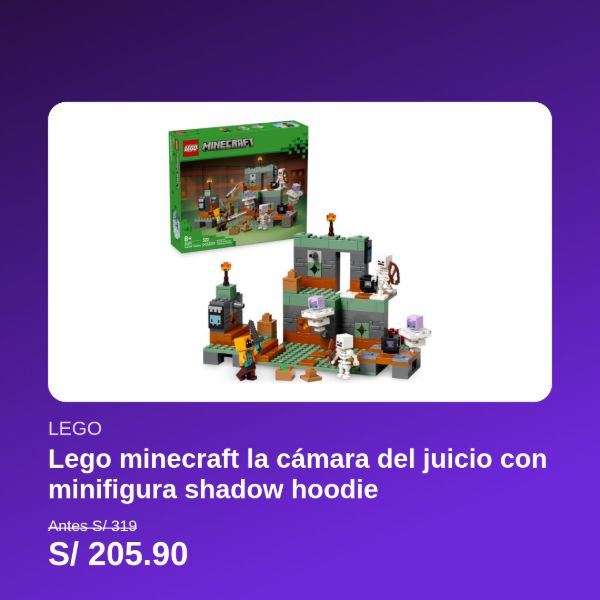 LEGO
MINECRAFT
8+
LEGO
Lego minecraft la cámara del juicio con
minifigura shadow hoodie
Antes S/ 319
S/ 205.90